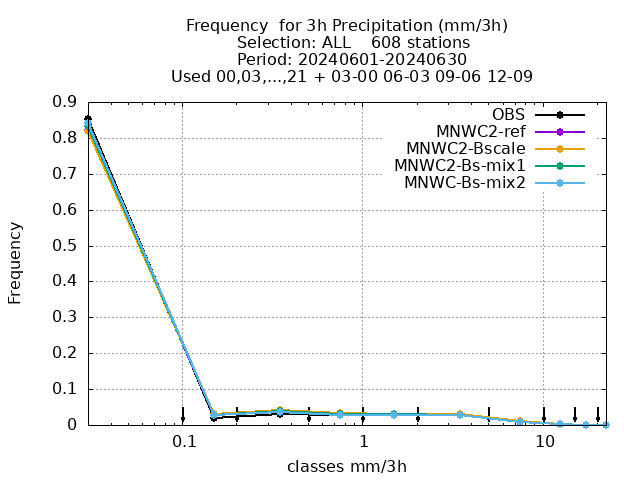 Frequency  for 3h Precipitation (mm/3h)
Selection: ALL    608 stations
Period: 20240601-20240630
Used 00,03,...,21 + 03-00 06-03 09-06 12-09
OBS
MNWC2-ref
MNWC2-Bscale
MNWC2-Bs-mix1
MNWC-Bs-mix2
Frequency
0.9
0.8
0.7
0.6
0.5
0.4
0.3
0.2
0.1
0
0.1 1 10
classes mm/3h